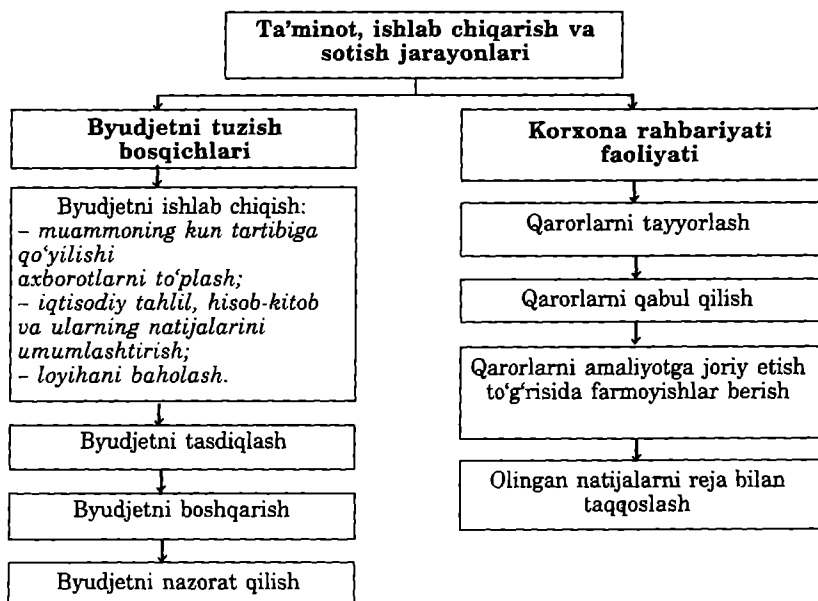 Ta’minot, ishlab chiqarish va
sotish jarayonlari
Byudjetni tuzish
bosqichlari
Byudjetni ishlab chiqish:
– muammoning kun tartibiga
qo‘yilishi
axborotlarni to‘plash;
– iqtisodiy tahlil, hisob-kitob
va ularning natijalarini
umumlashtirish;
– loyihani baholash.
Byudjetni tasdiqlash
Byudjetni boshqarish
Byudjetni nazorat qilish
Korxona rahbariyati
faoliyati
Qarorlarni tayyorlash
Qarorlarni qabul qilish
Qarorlarni amaliyotga joriy etish
to‘g‘risida farmoyishlar berish
Olingan natijalarni reja bilan
taqqoslash